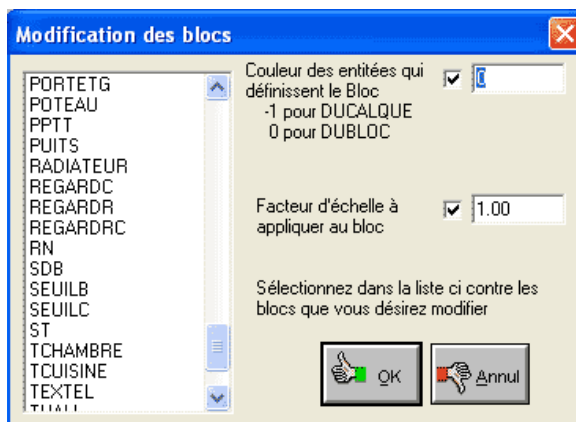 Modification des blocs
PORTETG
POTEAU
PPTT
PUITS
RADIATEUR
REGARDC
REGARDR
REGARDRC
RN
SDB
SEUILB
SEUILC
ST
TCHAMBRE
TCUISINE
TEXTEL
Couleur des entitées qui
définissent le Bloc
-1 pour DUCALQUE
0 pour DUBLOC
0
Facteur d'échelle à
appliquer au bloc
1.00
Sélectionnez dans la liste ci contre les
blocs que vous désirez modifier
OK
Annul